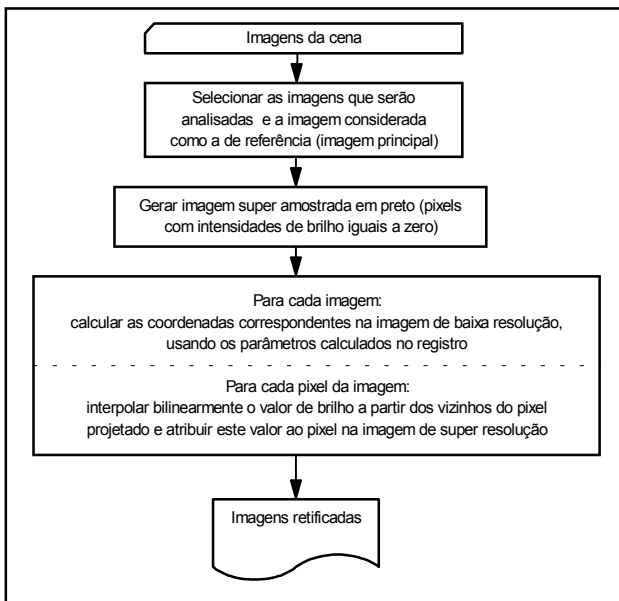 Imagens da cena
Selecionar as imagens que serão
analisadas e a imagem considerada
como a de referência (imagem principal)
Gerar imagem super amostrada em preto (pixels
com intensidades de brilho iguais a zero)
Para cada imagem:
calcular as coordenadas correspondentes na imagem de baixa resolução,
usando os parâmetros calculados no registro
Para cada pixel da imagem:
interpolar bilinearmente o valor de brilho a partir dos vizinhos do pixel
projetado e atribuir este valor ao pixel na imagem de super resolução
Imagens retificadas